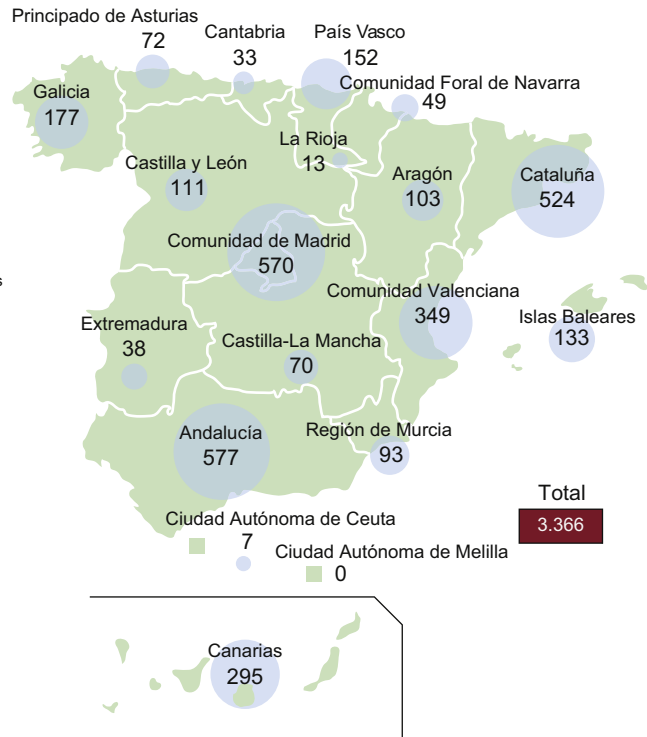 Principado de Asturias
72
Cantabria
33
País Vasco
152
Comunidad Foral de Navarra
49
Galicia
177
La Rioja
13
Castilla y León
111
Aragón
103
Cataluña
524
Comunidad de Madrid
570
s
Comunidad Valenciana
349
Islas Baleares
133
Extremadura
38
Castilla-La Mancha
70
Andalucía
577
Región de Murcia
93
Total
3.366
Ciudad Autónoma de Ceuta
7
Ciudad Autónoma de Melilla
0
Canarias
295